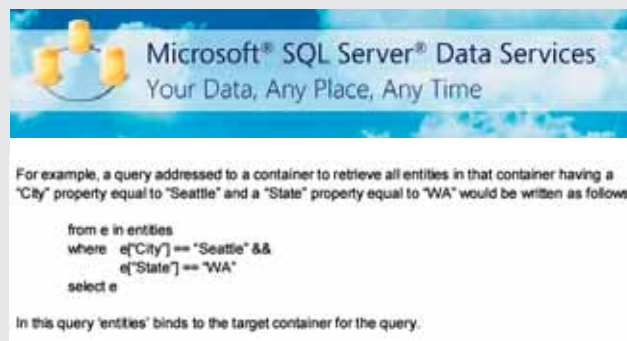 Microsoft® SQL Server® Data Services
Your Data, Any Place, Any Time
For example, a query addressed to a container to retrieve all entities in that container having a
"City" property equal to "Seattle" and a "State" property equal to "WA" would be written as follows
from e in entities
where e["City"] == "Seattle" &&
e["State"] == "WA"
select e
In this query 'entities' binds to the target container for the query.